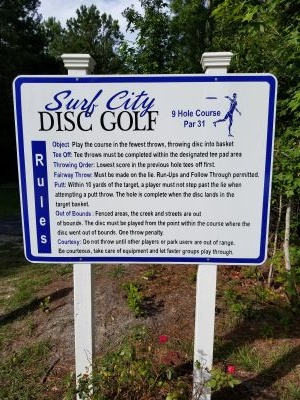 Surf City
DISC GOLF
9 Hole Course
Par 31
Rules
Object Play the course in the fewest throws, throwing disc into basket
Tee Off: Tee throws must be completed within the designated tee pad area
Throwing Order: Lowest score in the previous hole tees off first.
Fairway Throw: Must be made on the lie. Run-Ups and Follow Through permitted.
Putt: Within 10 yards of the target, a player must not step past the lie when
attempting a putt throw. The hole is complete when the disc lands in the
target basket.
Out of Bounds : Fenced areas, the creek and streets are out
of bounds. The disc must be played from the point within the course where the
disc went out of bounds. One throw penalty.
Courtesy: Do not throw until other players or park users are out of range.
Be courteous, take care of equipment and let faster groups play through.